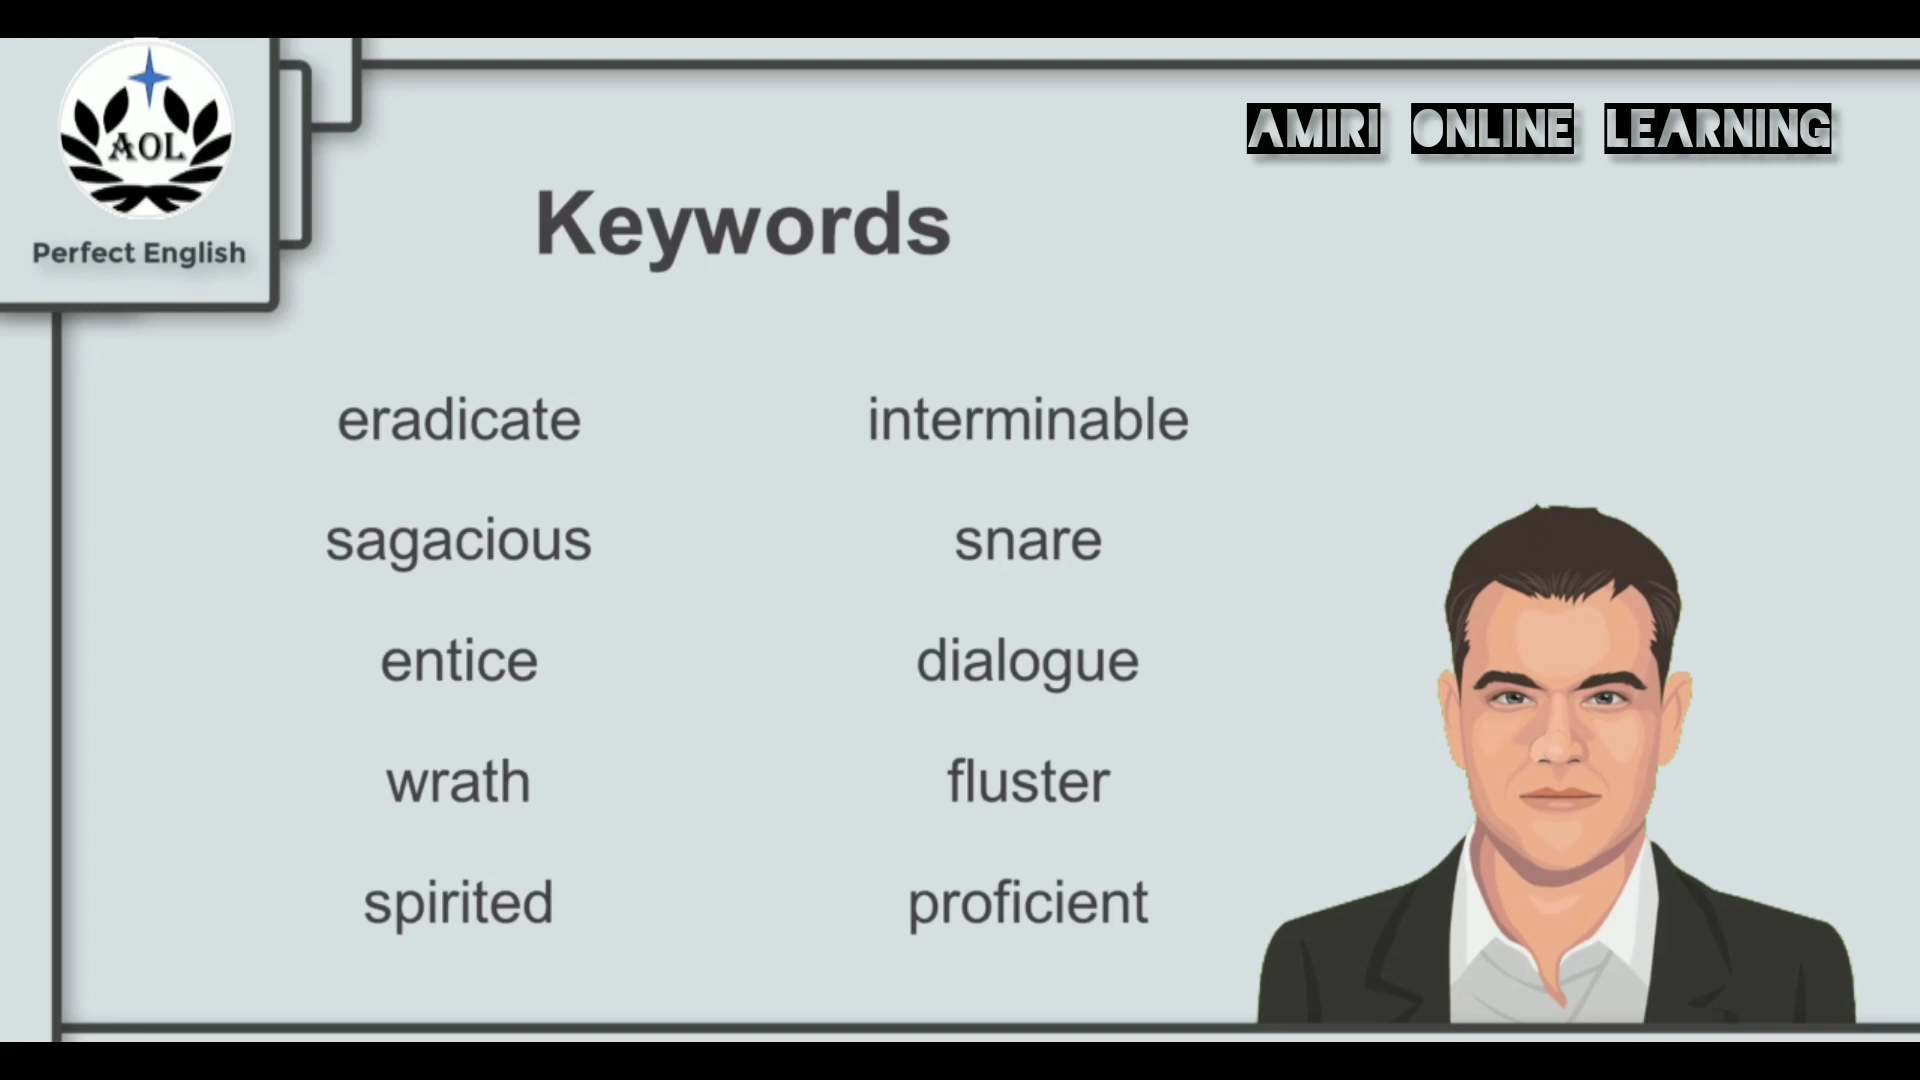 AOL
Perfect English
AMIRI ONLINE LEARNING
Keywords
eradicate interminable
sagacious snare
entice dialogue
wrath fluster
spirited proficient